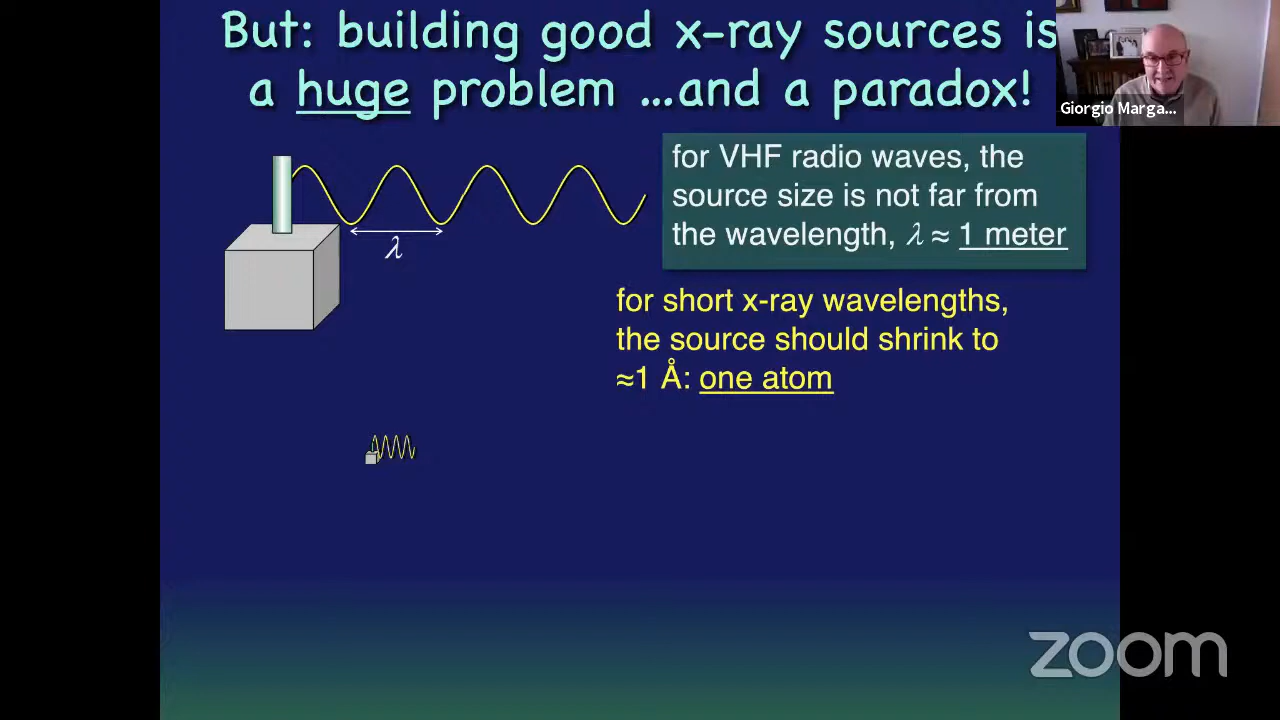 But: building good x-ray sources is
a huge problem ...and a paradox!
Giorgio Marga...
for VHF radio waves, the
source size is not far from
the wavelength, λ ≈ 1 meter
λ
for short x-ray wavelengths,
the source should shrink to
≈1 Å: one atom
zoom